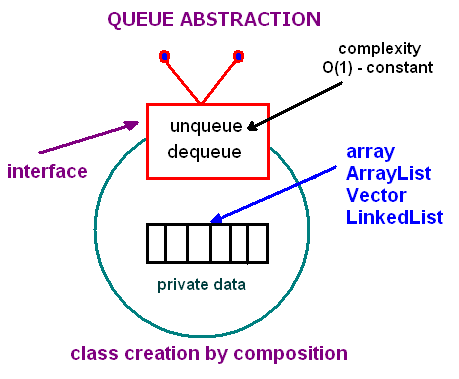 QUEUE ABSTRACTION
complexity
O(1) - constant
unqueue
dequeue
interface
array
ArrayList
Vector
LinkedList
private data
class creation by composition